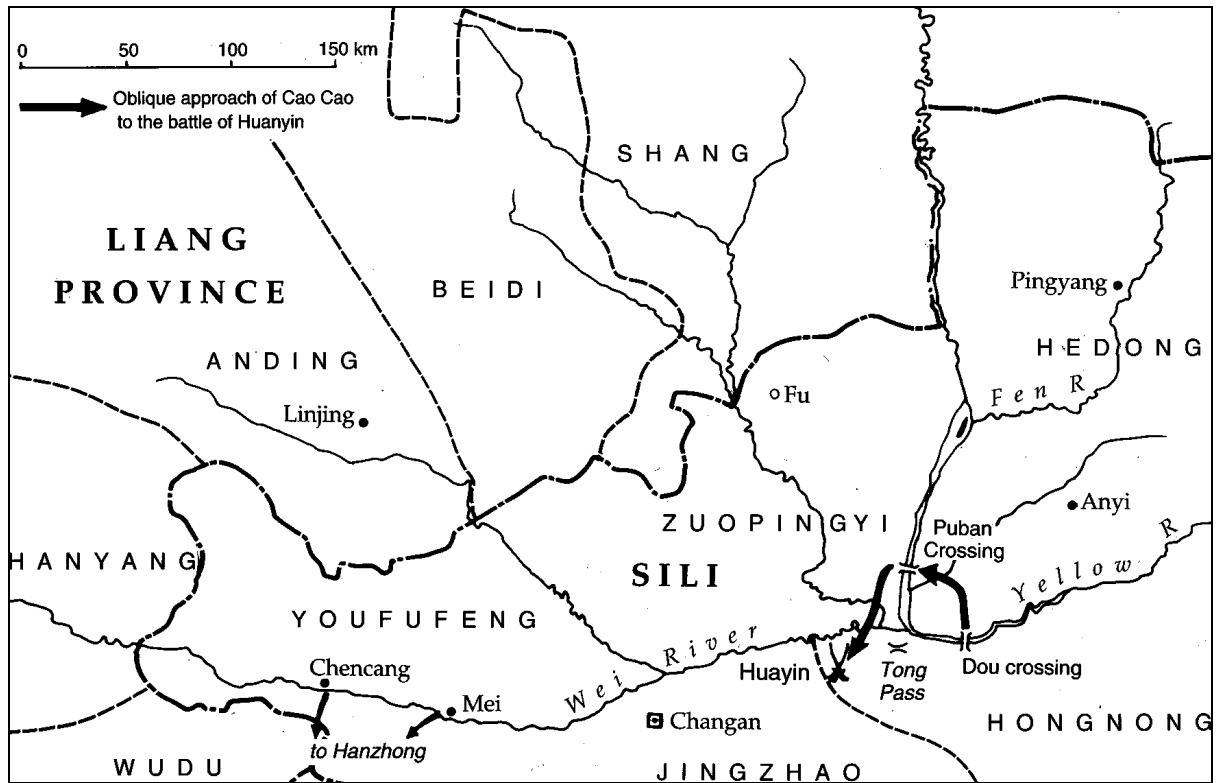 0 50 100 150 km
Oblique approach of Cao Cao
to the battle of Huanyin
SHANG
LIANG
PROVINCE
BEIDI
Pingyang
HEDONG
ANDING
Linjing
Fu
Fen R
ZUOPINGYI
Anyi
Puban
Crossing
HANYANG
SILI
Yellow R
YOUFUFENG
Wei River
Chencang
Huayin
Tong
Pass
Dou crossing
Mei
Changan
HONGNONG
to Hanzhong
WUDU
JINGZHAO